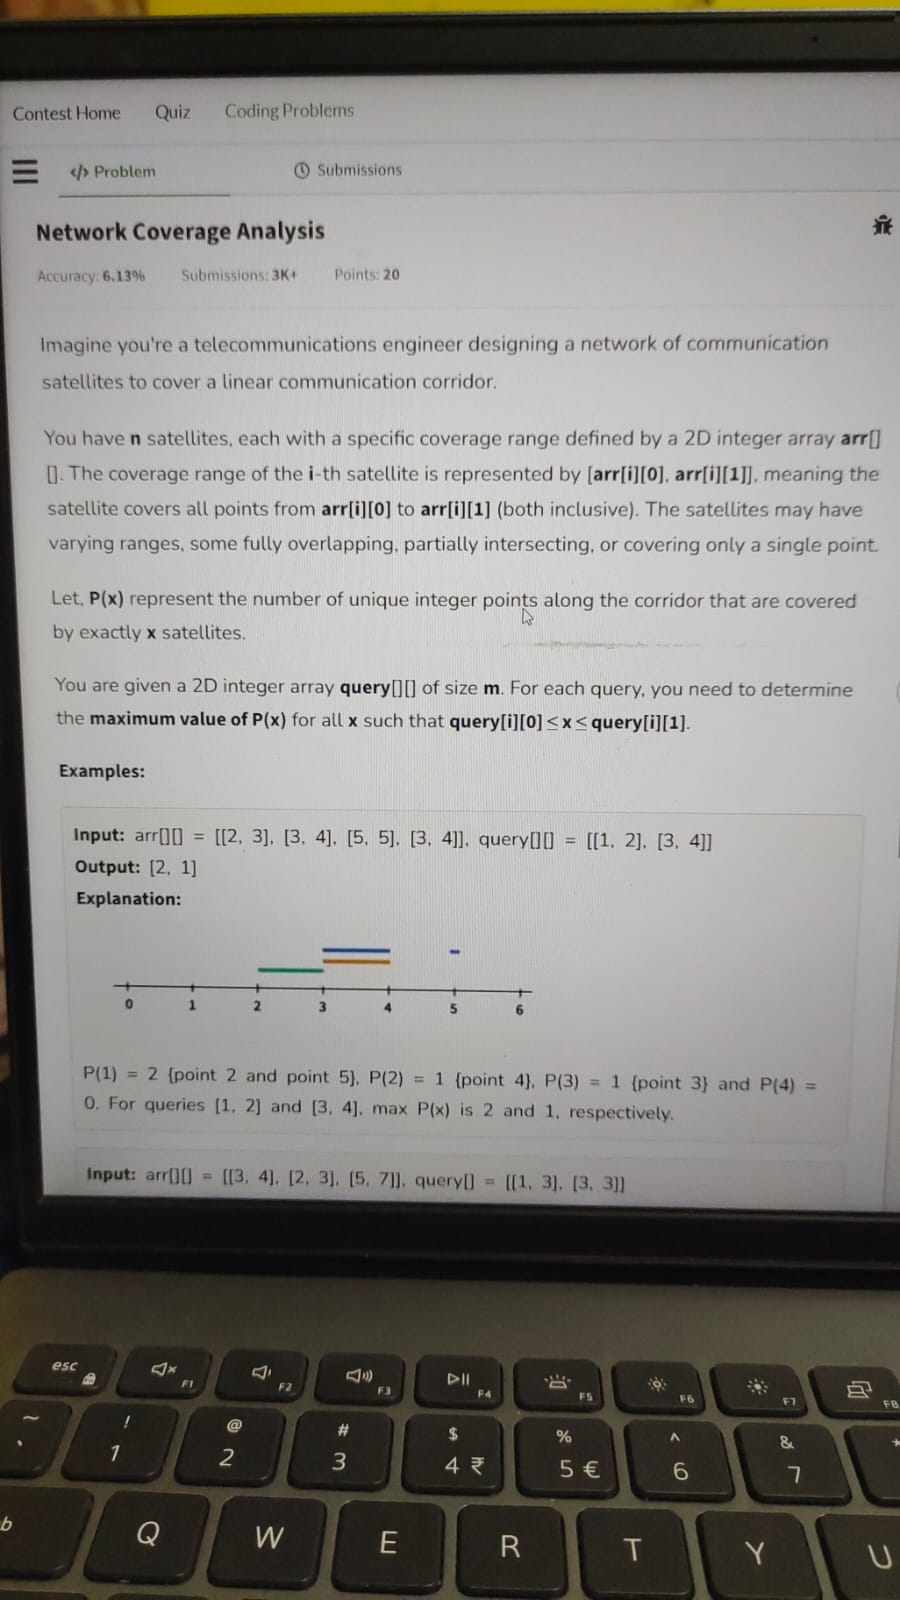 Contest Home Quiz Coding Problems
</> Problem Submissions
Network Coverage Analysis
Accuracy: 6.13% Submissions: 3K+ Points: 20
Imagine you're a telecommunications engineer designing a network of communication
satellites to cover a linear communication corridor.
You have n satellites, each with a specific coverage range defined by a 2D integer array arr[]
[]. The coverage range of the i-th satellite is represented by [arr[i][0], arr[i][1]], meaning the
satellite covers all points from arr[i][0] to arr[i][1] (both inclusive). The satellites may have
varying ranges, some fully overlapping, partially intersecting, or covering only a single point.
Let, P(x) represent the number of unique integer points along the corridor that are covered
by exactly x satellites.
You are given a 2D integer array query[][] of size m. For each query, you need to determine
the maximum value of P(x) for all x such that query[i][0] ≤ x ≤ query[i][1].
Examples:
Input: arr[][] = [[2, 3], [3, 4], [5, 5], [3, 4]], query[][] = [[1, 2], [3, 4]]
Output: [2, 1]
Explanation:
0 1 2 3 4 5 6
P(1) = 2 {point 2 and point 5}, P(2) = 1 {point 4}, P(3) = 1 {point 3} and P(4) =
0. For queries [1, 2] and [3, 4], max P(x) is 2 and 1, respectively.
Input: arr[][] = [[3, 4], [2, 3], [5, 7]], query[] = [[1, 3], [3, 3]]
esc F1 F2 F3 F4 F5 F6 F7 F8
~ ! @ # $ % ^ & *
1 2 3 4 ₹ 5 € 6 7
b Q W E R T Y U